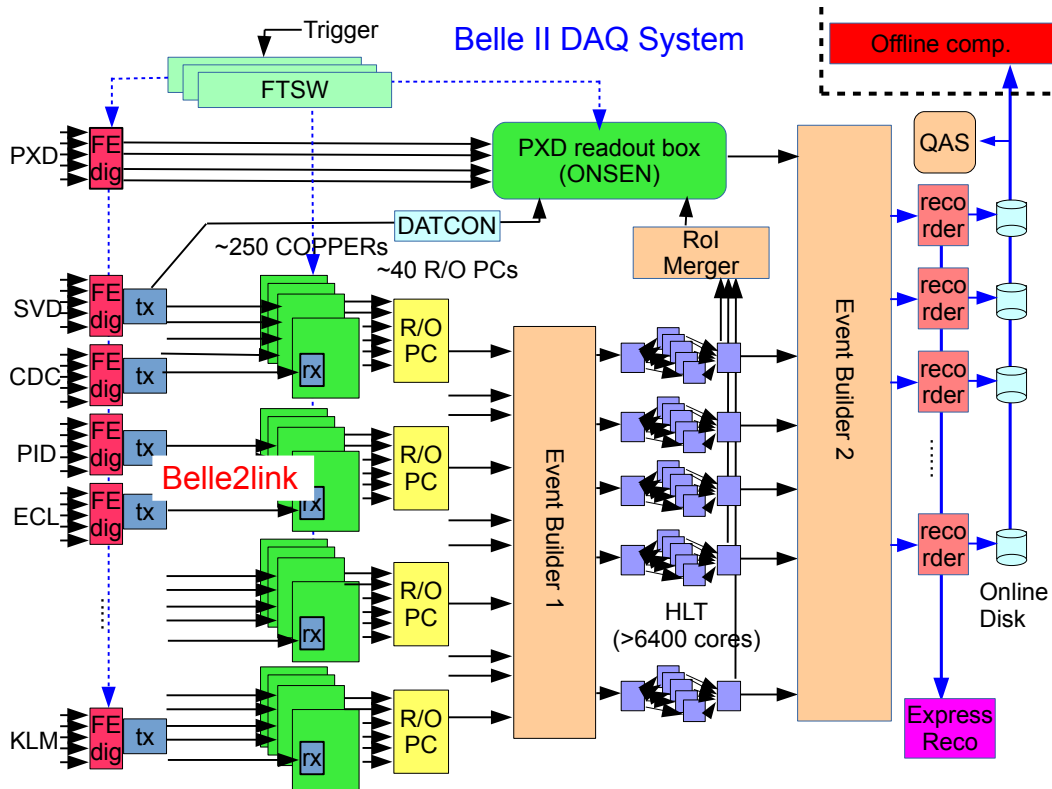 Trigger
Belle II DAQ System
Offline comp.
FTSW
PXD
FE
dig
PXD readout box
(ONSEN)
QAS
DATCON
~250 COPPERs
~40 R/O PCs
RoI
Merger
reco
rder
SVD
FE
dig
tx
R/O
PC
rx
reco
rder
CDC
FE
dig
tx
reco
rder
PID
FE
dig
tx
R/O
PC
Belle2link
rx
ECL
FE
dig
tx
Event Builder 1
Event Builder 2
reco
rder
R/O
PC
rx
HLT
(>6400 cores)
Online
Disk
KLM
FE
dig
tx
R/O
PC
rx
Express
Reco